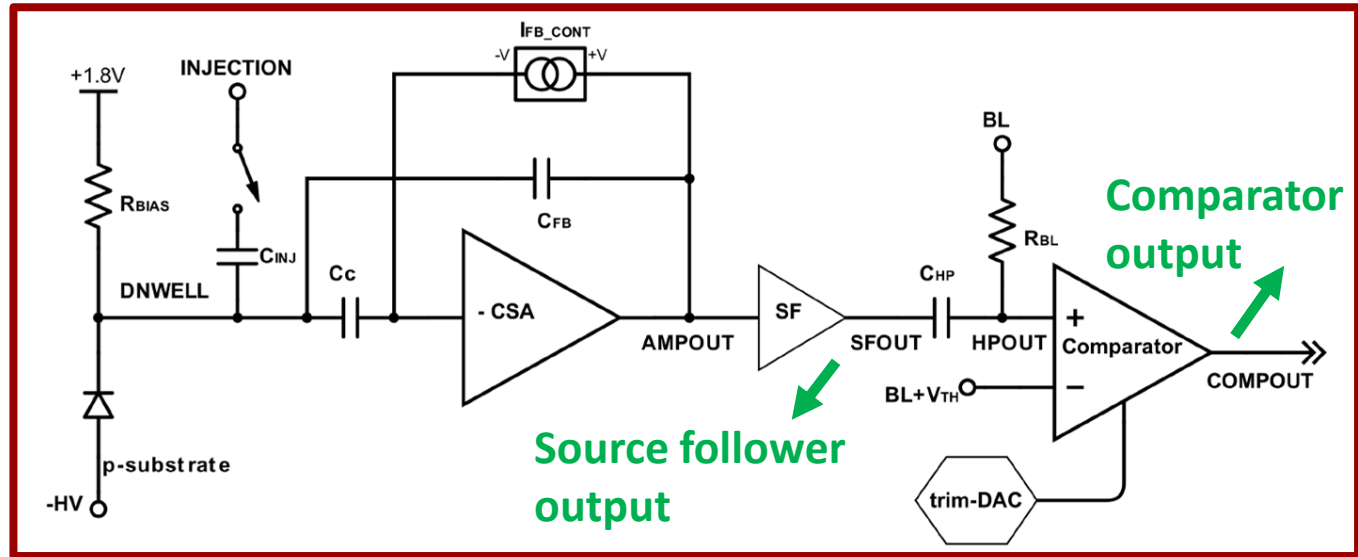 IFB_CONT
-V
+V
+1.8V
INJECTION
RBIAS
CINJ
CFB
DNWELL
Cc
- CSA
AMPOUT
SF
SFOUT
CHP
HPOUT
BL
RBL
+
Comparator
−
BL+VTH
COMPOUT
trim-DAC
p-substrate
-HV
Source follower
output
Comparator
output